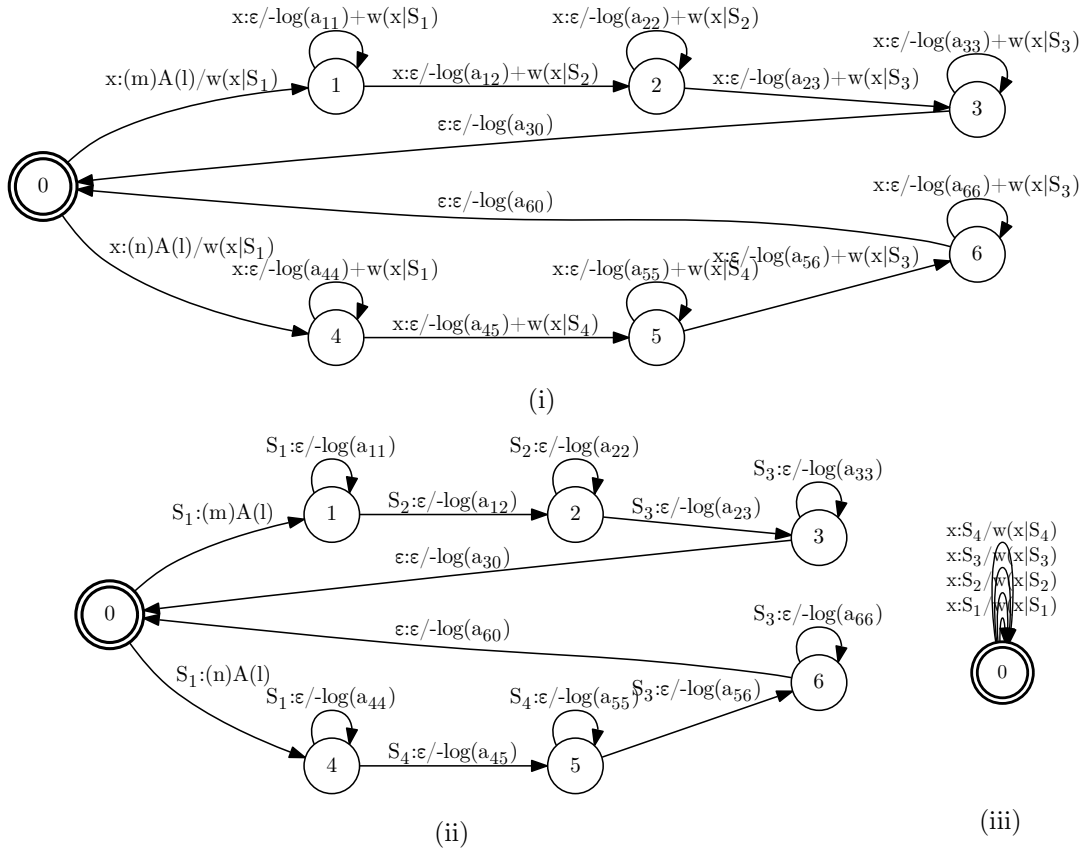 x:ε/-log(a₁₁)+w(x|S₁)
x:ε/-log(a₂₂)+w(x|S₂)
x:ε/-log(a₃₃)+w(x|S₃)
x:(m)A(l)/w(x|S₁)
1
x:ε/-log(a₁₂)+w(x|S₂)
2
x:ε/-log(a₂₃)+w(x|S₃)
3
ε:ε/-log(a₃₀)
0
ε:ε/-log(a₆₀)
x:ε/-log(a₆₆)+w(x|S₃)
x:(n)A(l)/w(x|S₁)
x:ε/-log(a₄₄)+w(x|S₁)
x:ε/-log(a₅₅)+w(x|S₄)
x:ε/-log(a₅₆)+w(x|S₃)
6
4
x:ε/-log(a₄₅)+w(x|S₄)
5
(i)
S₁:ε/-log(a₁₁)
S₂:ε/-log(a₂₂)
S₃:ε/-log(a₃₃)
S₁:(m)A(l)
1
S₂:ε/-log(a₁₂)
2
S₃:ε/-log(a₂₃)
3
ε:ε/-log(a₃₀)
0
ε:ε/-log(a₆₀)
S₃:ε/-log(a₆₆)
S₁:(n)A(l)
S₁:ε/-log(a₄₄)
S₄:ε/-log(a₅₅)
S₃:ε/-log(a₅₆)
6
4
S₄:ε/-log(a₄₅)
5
(ii)
x:S₄/w(x|S₄)
x:S₃/w(x|S₃)
x:S₂/w(x|S₂)
x:S₁/w(x|S₁)
0
(iii)